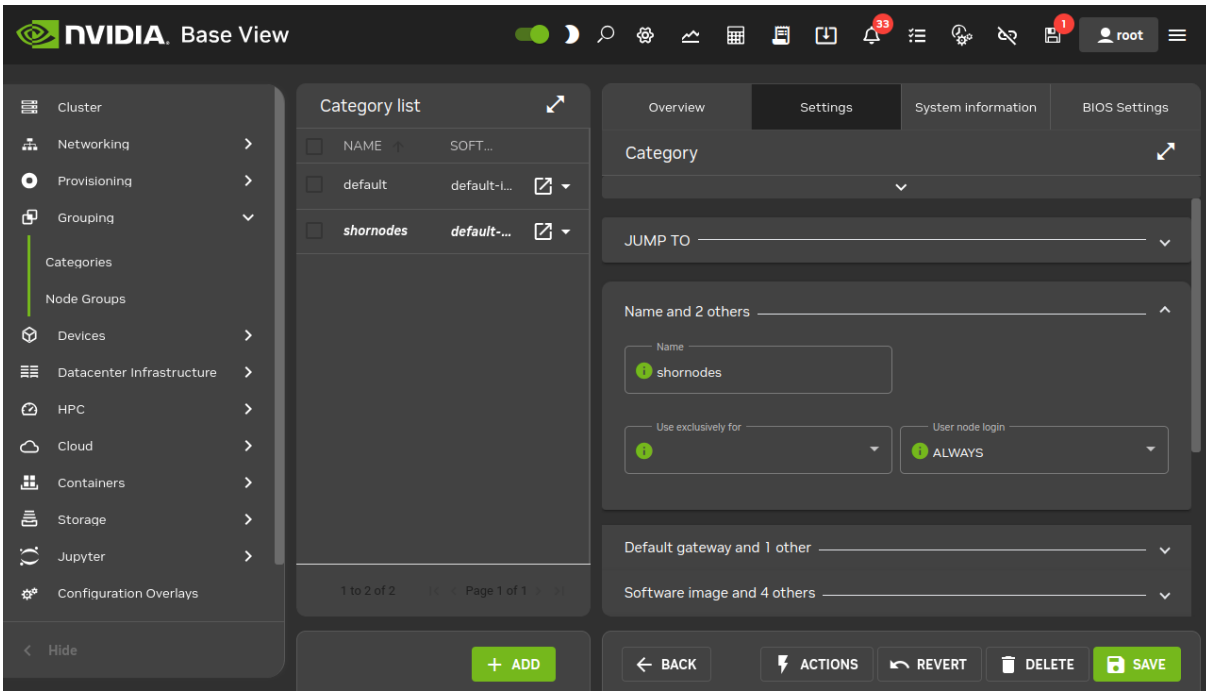 NVIDIA. Base View
33
1
root
Cluster
Networking
Provisioning
Grouping
Categories
Node Groups
Devices
Datacenter Infrastructure
HPC
Cloud
Containers
Storage
Jupyter
Configuration Overlays
< Hide
Category list
NAME ↑ SOFT...
default default-i...
shornodes default-...
1 to 2 of 2 |< < Page 1 of 1 > >|
+ ADD
Overview Settings System information BIOS Settings
Category
JUMP TO
Name and 2 others
Name
shornodes
Use exclusively for
User node login
ALWAYS
Default gateway and 1 other
Software image and 4 others
← BACK ACTIONS REVERT DELETE SAVE